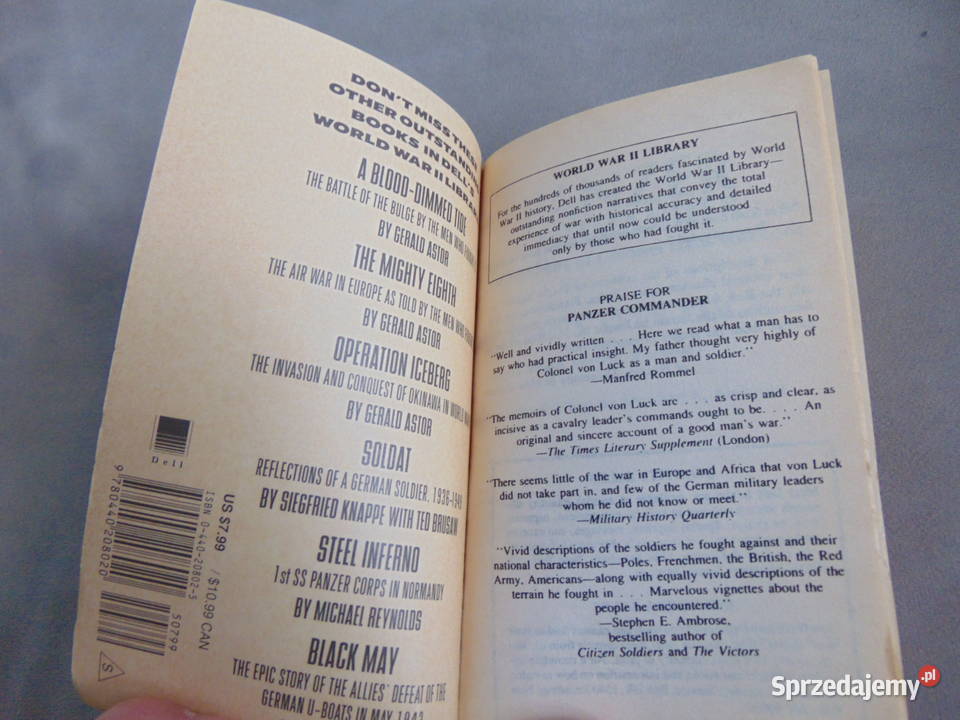 DON'T MISS THESE
OTHER OUTSTANDING
BOOKS IN DELL'S
WORLD WAR II LIBRARY
A BLOOD-DIMMED TIDE
THE BATTLE OF THE BULGE BY THE MEN WHO
BY GERALD ASTOR
THE MIGHTY EIGHTH
THE AIR WAR IN EUROPE AS TOLD BY THE MEN WHO
BY GERALD ASTOR
OPERATION ICEBERG
THE INVASION AND CONQUEST OF OKINAWA IN WORLD
BY GERALD ASTOR
SOLDAT
REFLECTIONS OF A GERMAN SOLDIER, 1936-1949
BY SIEGFRIED KNAPPE WITH TED BRUSAW
STEEL INFERNO
1st SS PANZER CORPS IN NORMANDY
BY MICHAEL REYNOLDS
BLACK MAY
THE EPIC STORY OF THE ALLIES' DEFEAT OF THE
GERMAN U-BOATS IN MAY 1943
Dell
US $7.99 / $10.99 CAN
ISBN 0-440-20802-5
9 780440 208020
50799
S
WORLD WAR II LIBRARY
For the hundreds of thousands of readers fascinated by World
War II history, Dell has created the World War II Library—
outstanding nonfiction narratives that convey the total
experience of war with historical accuracy and detailed
immediacy that until now could be understood
only by those who had fought it.
PRAISE FOR
PANZER COMMANDER
"Well and vividly written . . . Here we read what a man has to
say who had practical insight. My father thought very highly of
Colonel von Luck as a man and soldier."
—Manfred Rommel
"The memoirs of Colonel von Luck are . . . as crisp and clear, as
incisive as a cavalry leader's commands ought to be. . . . An
original and sincere account of a good man's war."
—The Times Literary Supplement (London)
"There seems little of the war in Europe and Africa that von Luck
did not take part in, and few of the German military leaders
whom he did not know or meet."
—Military History Quarterly
"Vivid descriptions of the soldiers he fought against and their
national characteristics—Poles, Frenchmen, the British, the Red
Army, Americans—along with equally vivid descriptions of the
terrain he fought in . . . Marvelous vignettes about the
people he encountered."
—Stephen E. Ambrose,
bestselling author of
Citizen Soldiers and The Victors
Sprzedajemy.pl